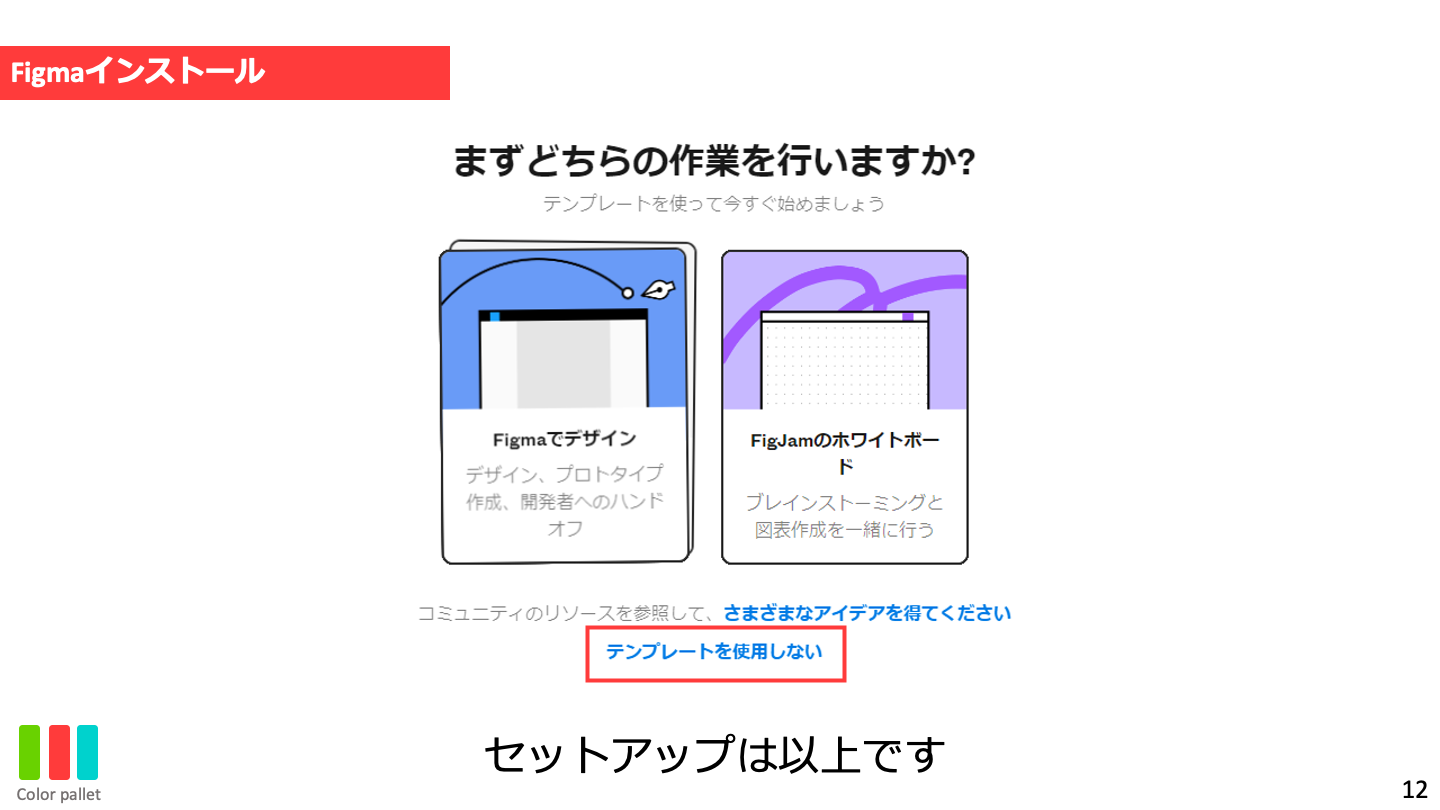 Figmaインストール
まずどちらの作業を行いますか?
テンプレートを使って今すぐ始めましょう
Figmaでデザイン
デザイン、プロトタイプ
作成、開発者へのハンド
オフ
FigJamのホワイトボー
ド
ブレインストーミングと
図表作成を一緒に行う
コミュニティのリソースを参照して、さまざまなアイデアを得てください
テンプレートを使用しない
セットアップは以上です
Color pallet
12